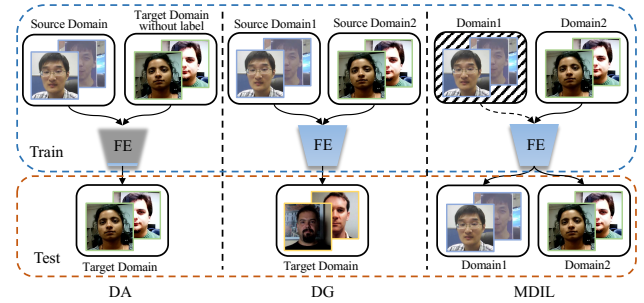 Source Domain
Target Domain
without label
Source Domain1
Source Domain2
Domain1
Domain2
FE
FE
FE
Train
Test
Target Domain
Target Domain
Domain1
Domain2
DA
DG
MDIL